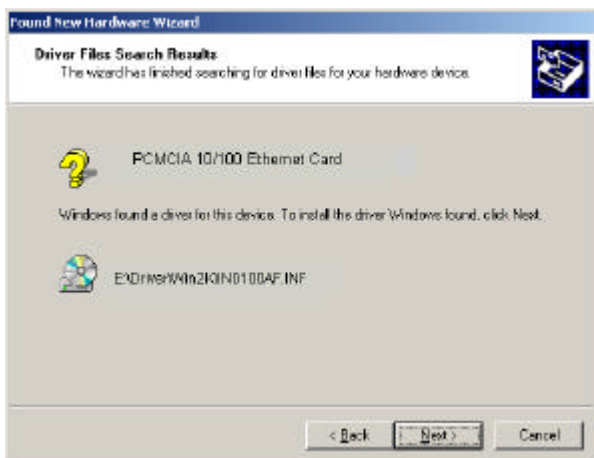 Found New Hardware Wizard
Driver Files Search Results
The wizard has finished searching for driver files for your hardware device.
PCMCIA 10/100 Ethernet Card
Windows found a driver for this device. To install the driver Windows found, click Next.
< Back
Next >
Cancel